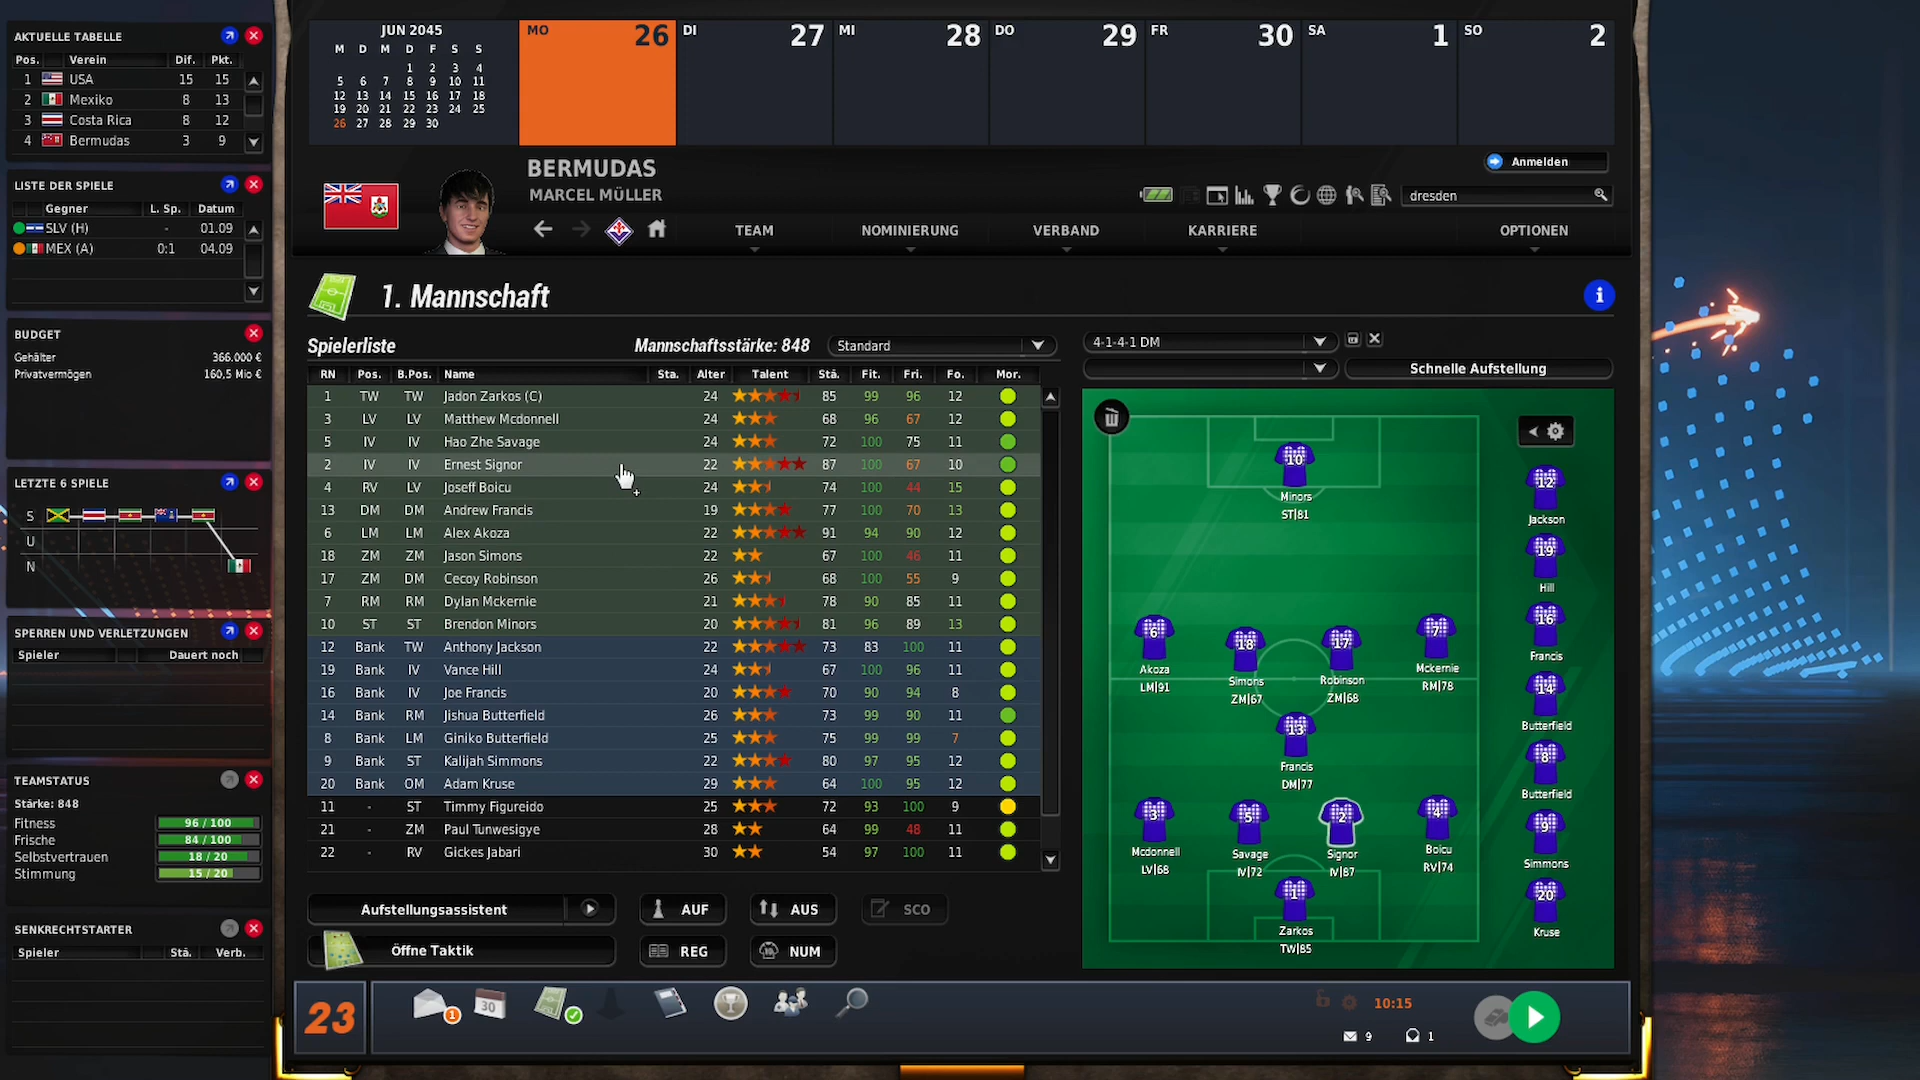 AKTUELLE TABELLE
Pos. Verein Dif. Pkt.
1 USA 15 15
2 Mexiko 8 13
3 Costa Rica 8 12
4 Bermudas 3 9
LISTE DER SPIELE
Gegner L. Sp. Datum
SLV (H) - 01.09
MEX (A) 0:1 04.09
BUDGET
Gehälter 366.000 €
Privatvermögen 160,5 Mio €
LETZTE 6 SPIELE
S
U
N
SPERREN UND VERLETZUNGEN
Spieler Dauert noch
TEAMSTATUS
Stärke: 848
Fitness 96 / 100
Frische 84 / 100
Selbstvertrauen 18 / 20
Stimmung 15 / 20
SENKRECHTSTARTER
Spieler Stä. Verb.
JUN 2045
M D M D F S S
1 2 3 4
5 6 7 8 9 10 11
12 13 14 15 16 17 18
19 20 21 22 23 24 25
26 27 28 29 30
MO 26 DI 27 MI 28 DO 29 FR 30 SA 1 SO 2
BERMUDAS
MARCEL MÜLLER
Anmelden
dresden
TEAM NOMINIERUNG VERBAND KARRIERE OPTIONEN
1. Mannschaft
Spielerliste Mannschaftsstärke: 848 Standard
RN Pos. B.Pos. Name Sta. Alter Talent Stä. Fit. Fri. Fo. Mor.
1 TW TW Jadon Zarkos (C) 24 85 99 96 12
3 LV LV Matthew Mcdonnell 24 68 96 67 12
5 IV IV Hao Zhe Savage 24 72 100 75 11
2 IV IV Ernest Signor 22 87 100 67 10
4 RV LV Joseff Boicu 24 74 100 44 15
13 DM DM Andrew Francis 19 77 100 70 13
6 LM LM Alex Akoza 22 91 94 90 12
18 ZM ZM Jason Simons 22 67 100 46 11
17 ZM DM Cecoy Robinson 26 68 100 55 9
7 RM RM Dylan Mckernie 21 78 90 85 11
10 ST ST Brendon Minors 20 81 96 89 13
12 Bank TW Anthony Jackson 22 73 83 100 11
19 Bank IV Vance Hill 24 67 100 96 11
16 Bank IV Joe Francis 20 70 90 94 8
14 Bank RM Jishua Butterfield 26 73 99 90 11
8 Bank LM Giniko Butterfield 25 75 99 99 7
9 Bank ST Kalijah Simmons 22 80 97 95 12
20 Bank OM Adam Kruse 29 64 100 95 12
11 - ST Timmy Figureido 25 72 93 100 9
21 - ZM Paul Tunwesigye 28 64 99 48 11
22 - RV Gickes Jabari 30 54 97 100 11
Aufstellungsassistent AUF AUS SCO
Öffne Taktik REG NUM
4-1-4-1 DM
Schnelle Aufstellung
10
Minors
ST|81
6
Akoza
LM|91
18
Simons
ZM|67
17
Robinson
ZM|68
7
Mckernie
RM|78
13
Francis
DM|77
3
Mcdonnell
LV|68
5
Savage
IV|72
2
Signor
IV|87
4
Boicu
RV|74
1
Zarkos
TW|85
12
Jackson
19
Hill
16
Francis
14
Butterfield
8
Butterfield
9
Simmons
20
Kruse
23
1
30
10:15
9 1